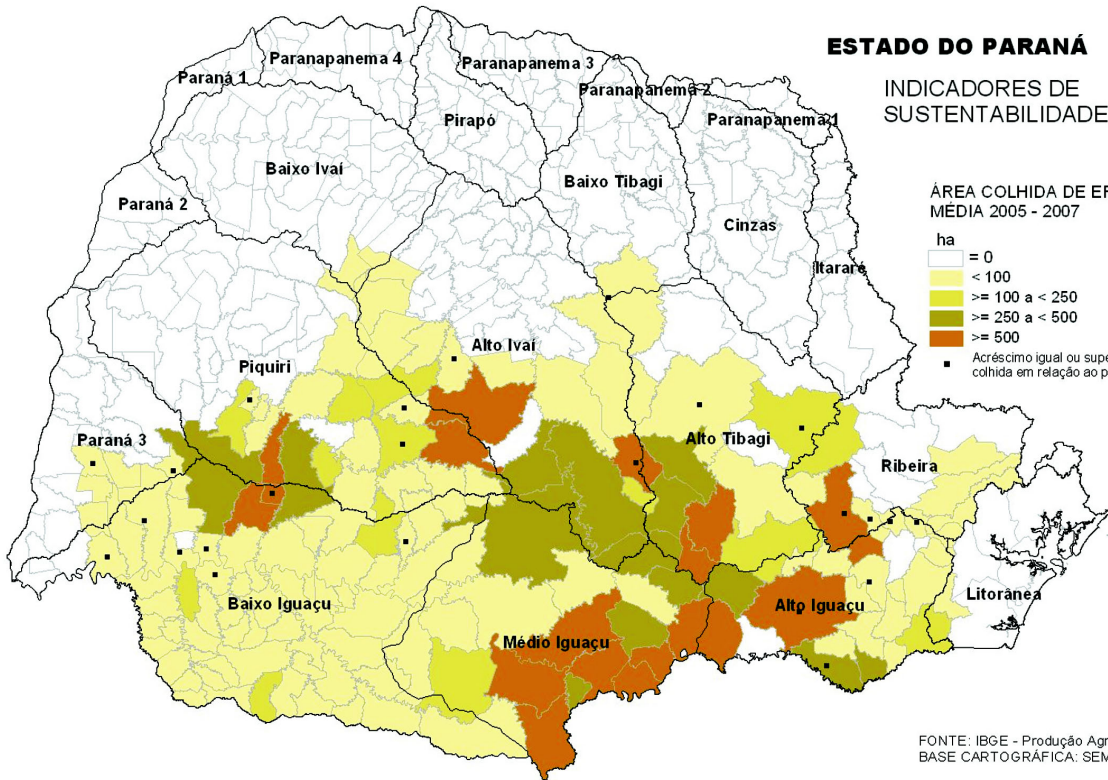 ESTADO DO PARANÁ
INDICADORES DE
SUSTENTABILIDADE
ÁREA COLHIDA DE
MÉDIA 2005 - 2007
ha
= 0
< 100
>= 100 a < 250
>= 250 a < 500
>= 500
Acréscimo igual ou
colhida em relação ao
Paranapanema 4
Paranapanema 3
Paraná 1
Paranapanema 2
Pirapó
Paranapanema 1
Baixo Ivaí
Baixo Tibagi
Paraná 2
Cinzas
Itararé
Alto Ivaí
Piquiri
Paraná 3
Alto Tibagi
Ribeira
Baixo Iguaçu
Alto Iguaçu
Litorânea
Médio Iguaçu
FONTE: IBGE - Produção
BASE CARTOGRÁFICA: